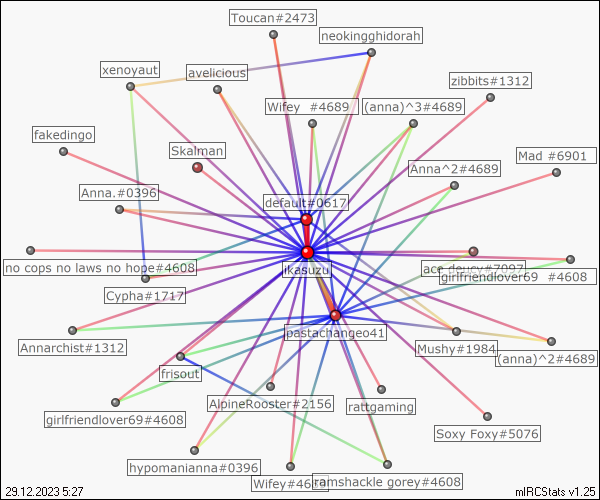 Toucan#2473
neokingghidorah
xenoyaut
avelicious
zibbits#1312
Wifey  #4689
(anna)^3#4689
fakedingo
Skalman
Mad #6901
Anna^2#4689
Anna.#0396
default#0617
no cops no laws no hope#4608
ikasuzu
ace deucy#7097
girlfriendlover69  #4608
Cypha#1717
pastachangeo41
Annarchist#1312
Mushy#1984
(anna)^2#4689
frisout
AlpineRooster#2156
rattgaming
girlfriendlover69#4608
Soxy Foxy#5076
hypomanianna#0396
ramshackle gorey#4608
29.12.2023 5:27
mIRCStats v1.25